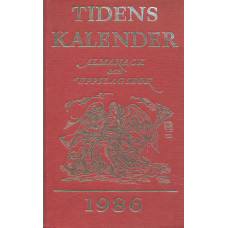 TIDENS
KALENDER
ALMANACK
OCH
UPPSLAGSBOK
1986